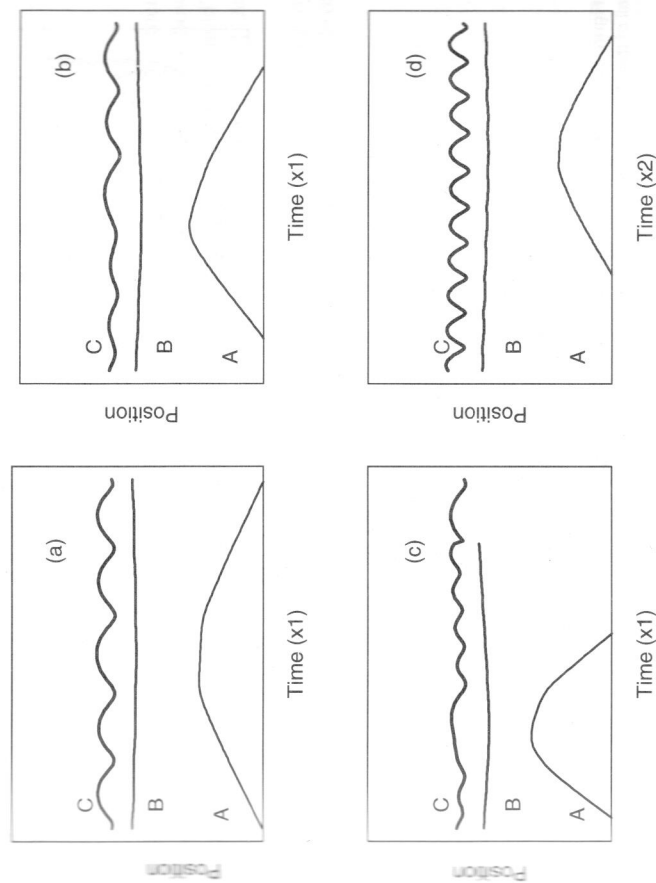 Position
(a)
C
B
A
Time (x1)
Position
(b)
C
B
A
Time (x1)
Position
(c)
C
B
A
Time (x1)
Position
(d)
C
B
A
Time (x2)